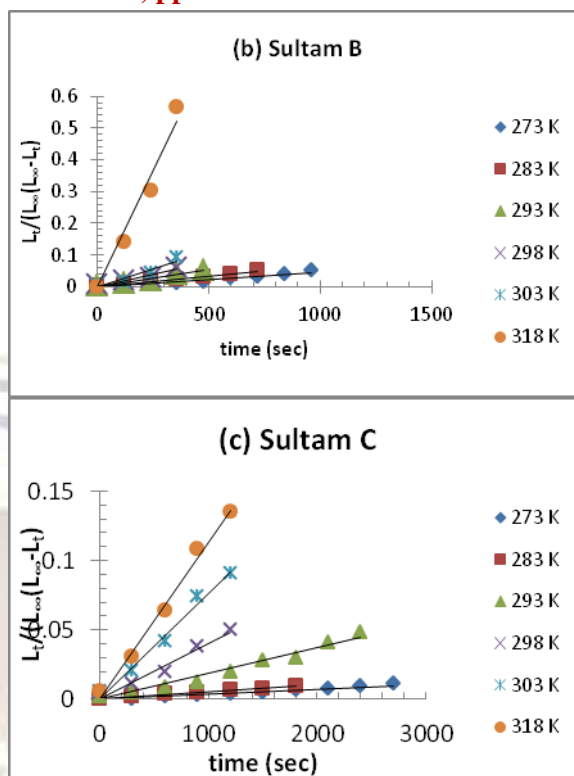 , pp
(b) Sultam B
Lt/(L∞(L∞-Lt)
0.6
0.5
0.4
0.3
0.2
0.1
0
0 500 1000 1500
time (sec)
273 K
283 K
293 K
298 K
303 K
318 K
(c) Sultam C
Lt/(L∞(L∞-Lt)
0.15
0.1
0.05
0
0 1000 2000 3000
time (sec)
273 K
283 K
293 K
298 K
303 K
318 K